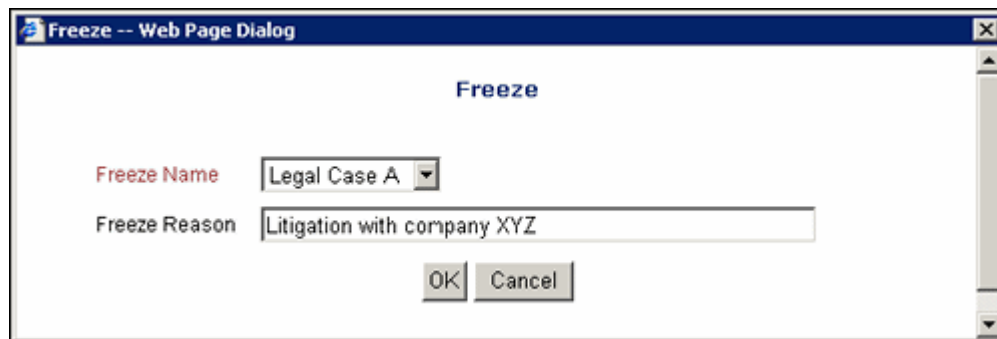 Freeze -- Web Page Dialog
Freeze
Freeze Name Legal Case A
Freeze Reason Litigation with company XYZ
OK Cancel